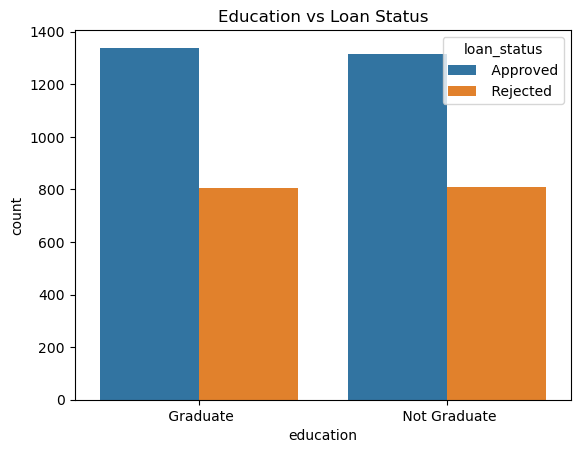 Education vs Loan Status
loan_status
Approved
Rejected
1400
1200
1000
800
600
400
200
0
count
Graduate
Not Graduate
education